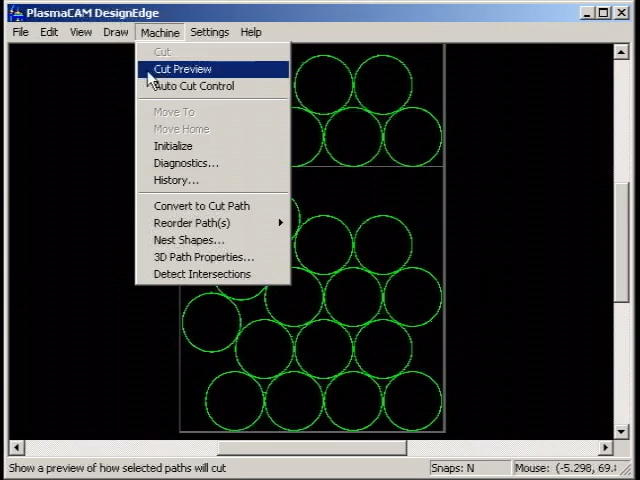 PlasmaCAM DesignEdge
File Edit View Draw Machine Settings Help
Cut
Cut Preview
Auto Cut Control
Move To
Move Home
Initialize
Diagnostics...
History...
Convert to Cut Path
Reorder Path(s)
Nest Shapes...
3D Path Properties...
Detect Intersections
Show a preview of how selected paths will cut Snaps: N Mouse: (-5.298, 69.